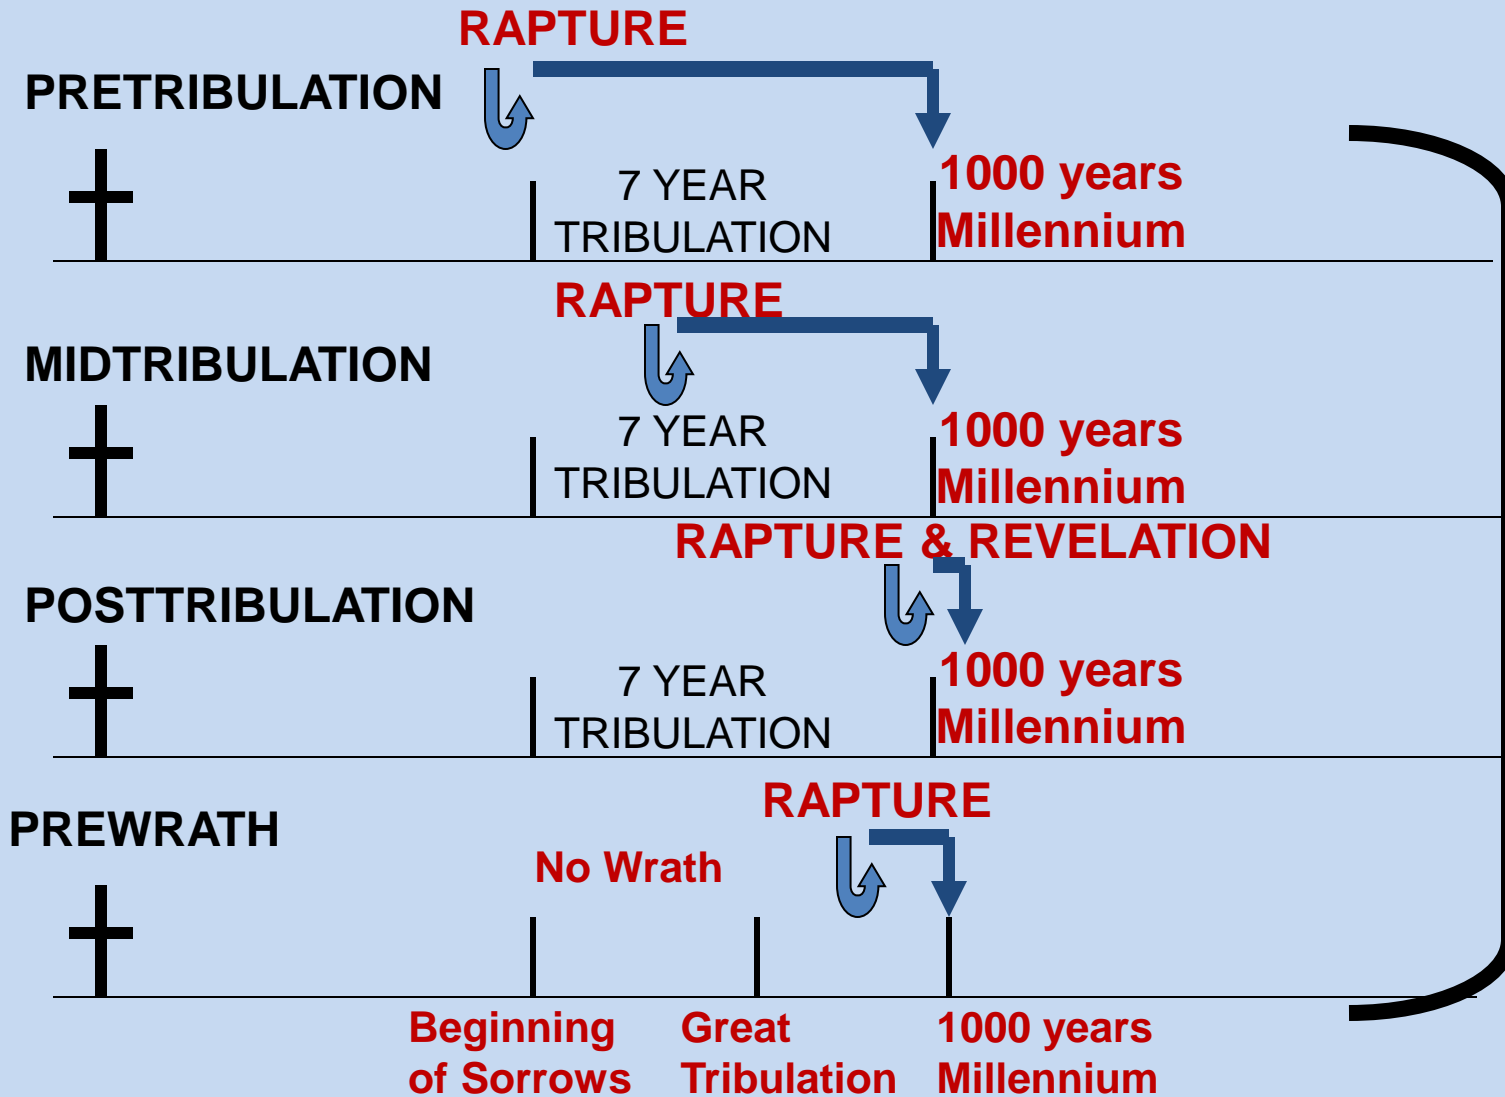 RAPTURE
PRETRIBULATION
7 YEAR
TRIBULATION
1000 years
Millennium
RAPTURE
MIDTRIBULATION
7 YEAR
TRIBULATION
1000 years
Millennium
RAPTURE & REVELATION
POSTTRIBULATION
7 YEAR
TRIBULATION
1000 years
Millennium
RAPTURE
PREWRATH
No Wrath
Beginning
of Sorrows
Great
Tribulation
1000 years
Millennium